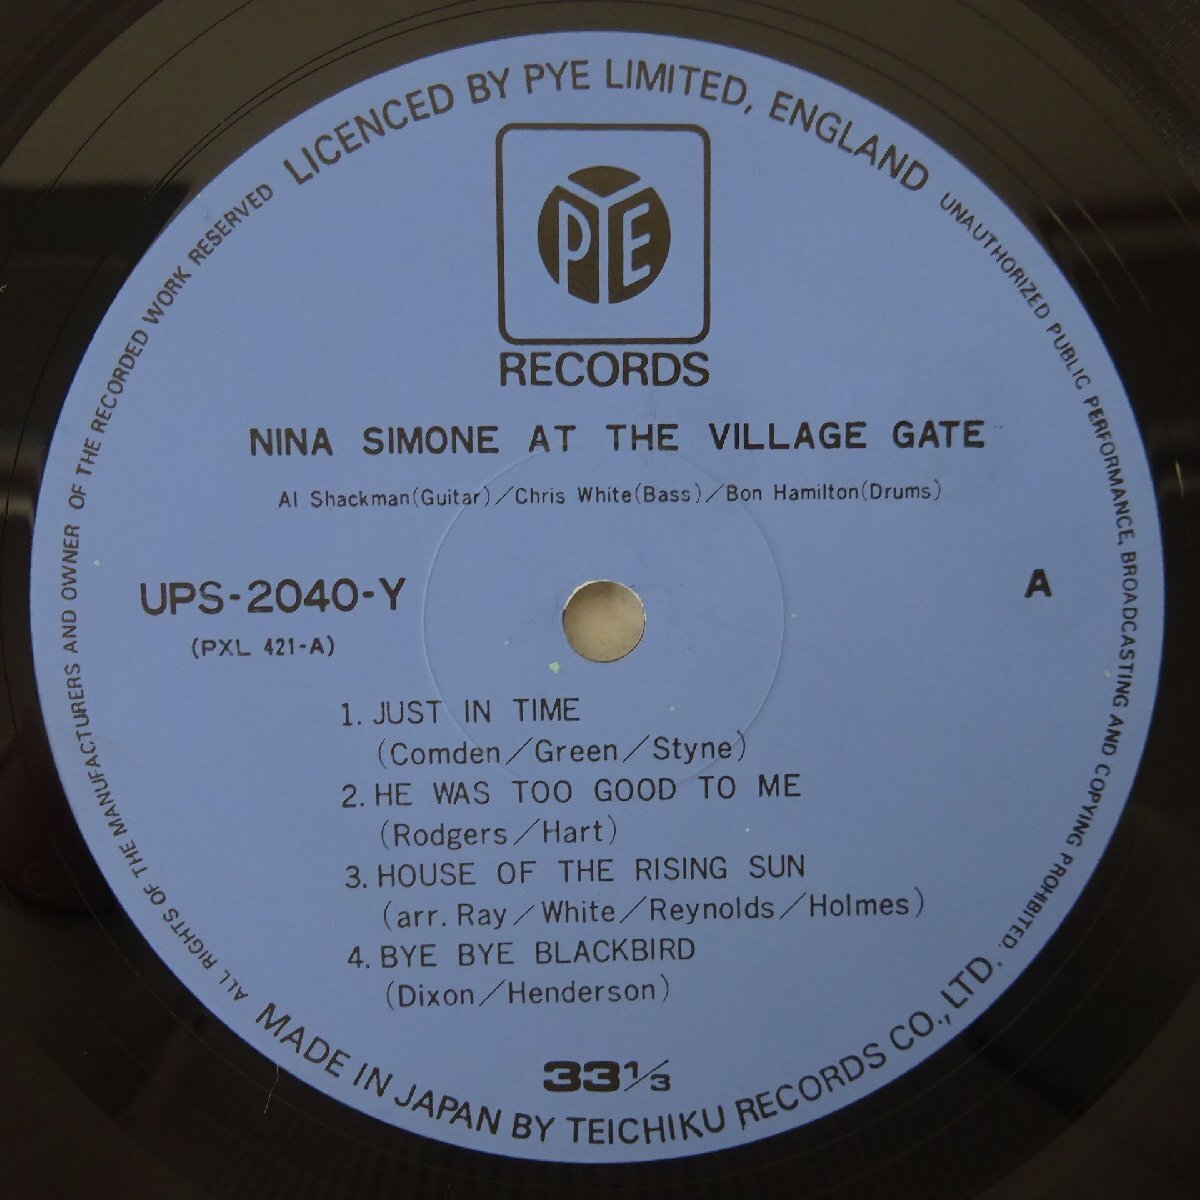 LICENCED BY PYE LIMITED, ENGLAND
UNAUTHORIZED PUBLIC PERFORMANCE, BROADCASTING AND COPYING PROHIBITED.
PYE
RECORDS
NINA SIMONE AT THE VILLAGE GATE
Al Shackman(Guitar)/Chris White(Bass)/Bon Hamilton(Drums)
UPS-2040-Y
A
(PXL 421-A)
1. JUST IN TIME
(Comden/Green/Styne)
2. HE WAS TOO GOOD TO ME
(Rodgers/Hart)
3. HOUSE OF THE RISING SUN
(arr. Ray/White/Reynolds/Holmes)
4. BYE BYE BLACKBIRD
(Dixon/Henderson)
33 1/3
MADE IN JAPAN BY TEICHIKU RECORDS CO., LTD.
ALL RIGHTS OF THE MANUFACTURERS AND OWNER OF THE RECORDED WORK RESERVED